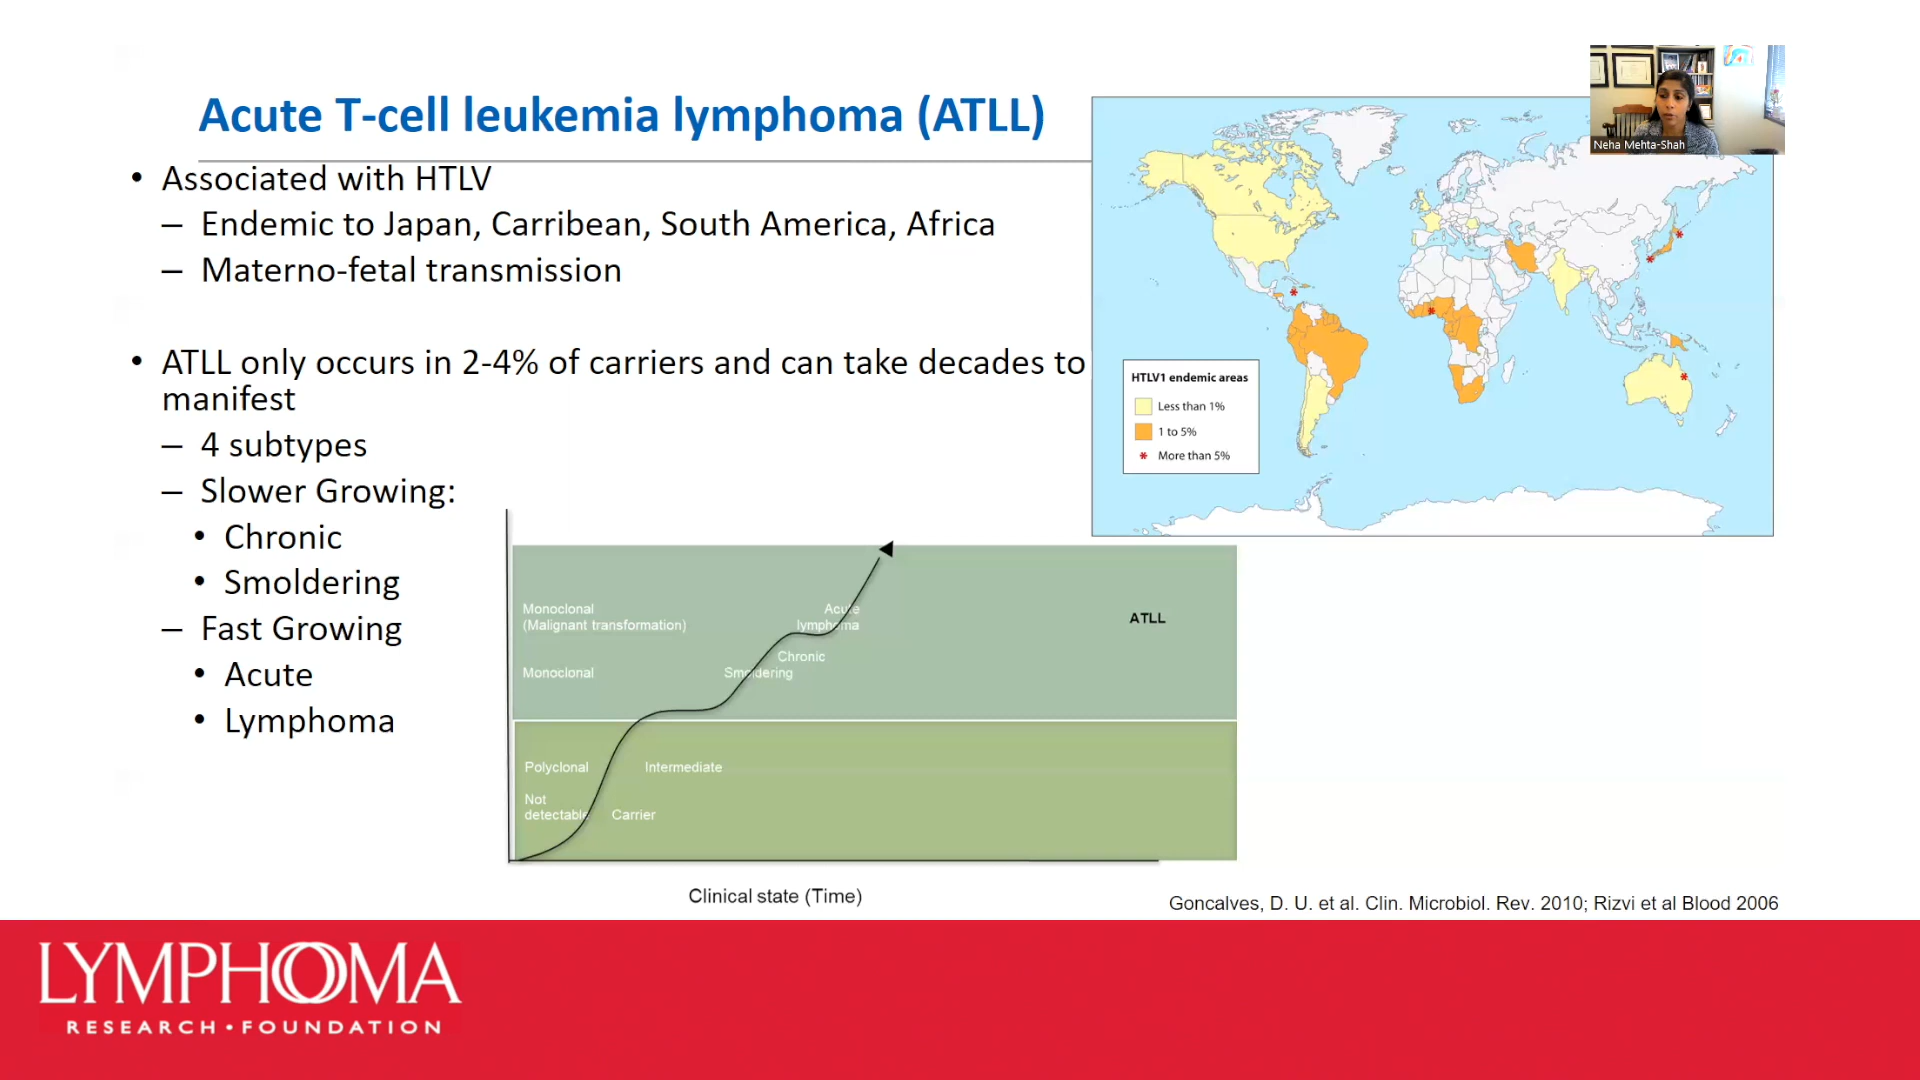 Acute T-cell leukemia lymphoma (ATLL)
• Associated with HTLV
– Endemic to Japan, Carribean, South America, Africa
– Materno-fetal transmission
• ATLL only occurs in 2-4% of carriers and can take decades to
manifest
– 4 subtypes
– Slower Growing:
• Chronic
• Smoldering
– Fast Growing
• Acute
• Lymphoma
Neha Mehta-Shah
HTLV1 endemic areas
Less than 1%
1 to 5%
* More than 5%
Monoclonal
(Malignant transformation)
Acute
lymphoma
ATLL
Chronic
Monoclonal
Smoldering
Polyclonal
Intermediate
Not
detectable
Carrier
Clinical state (Time)
Goncalves, D. U. et al. Clin. Microbiol. Rev. 2010; Rizvi et al Blood 2006
LYMPHOMA
RESEARCH • FOUNDATION